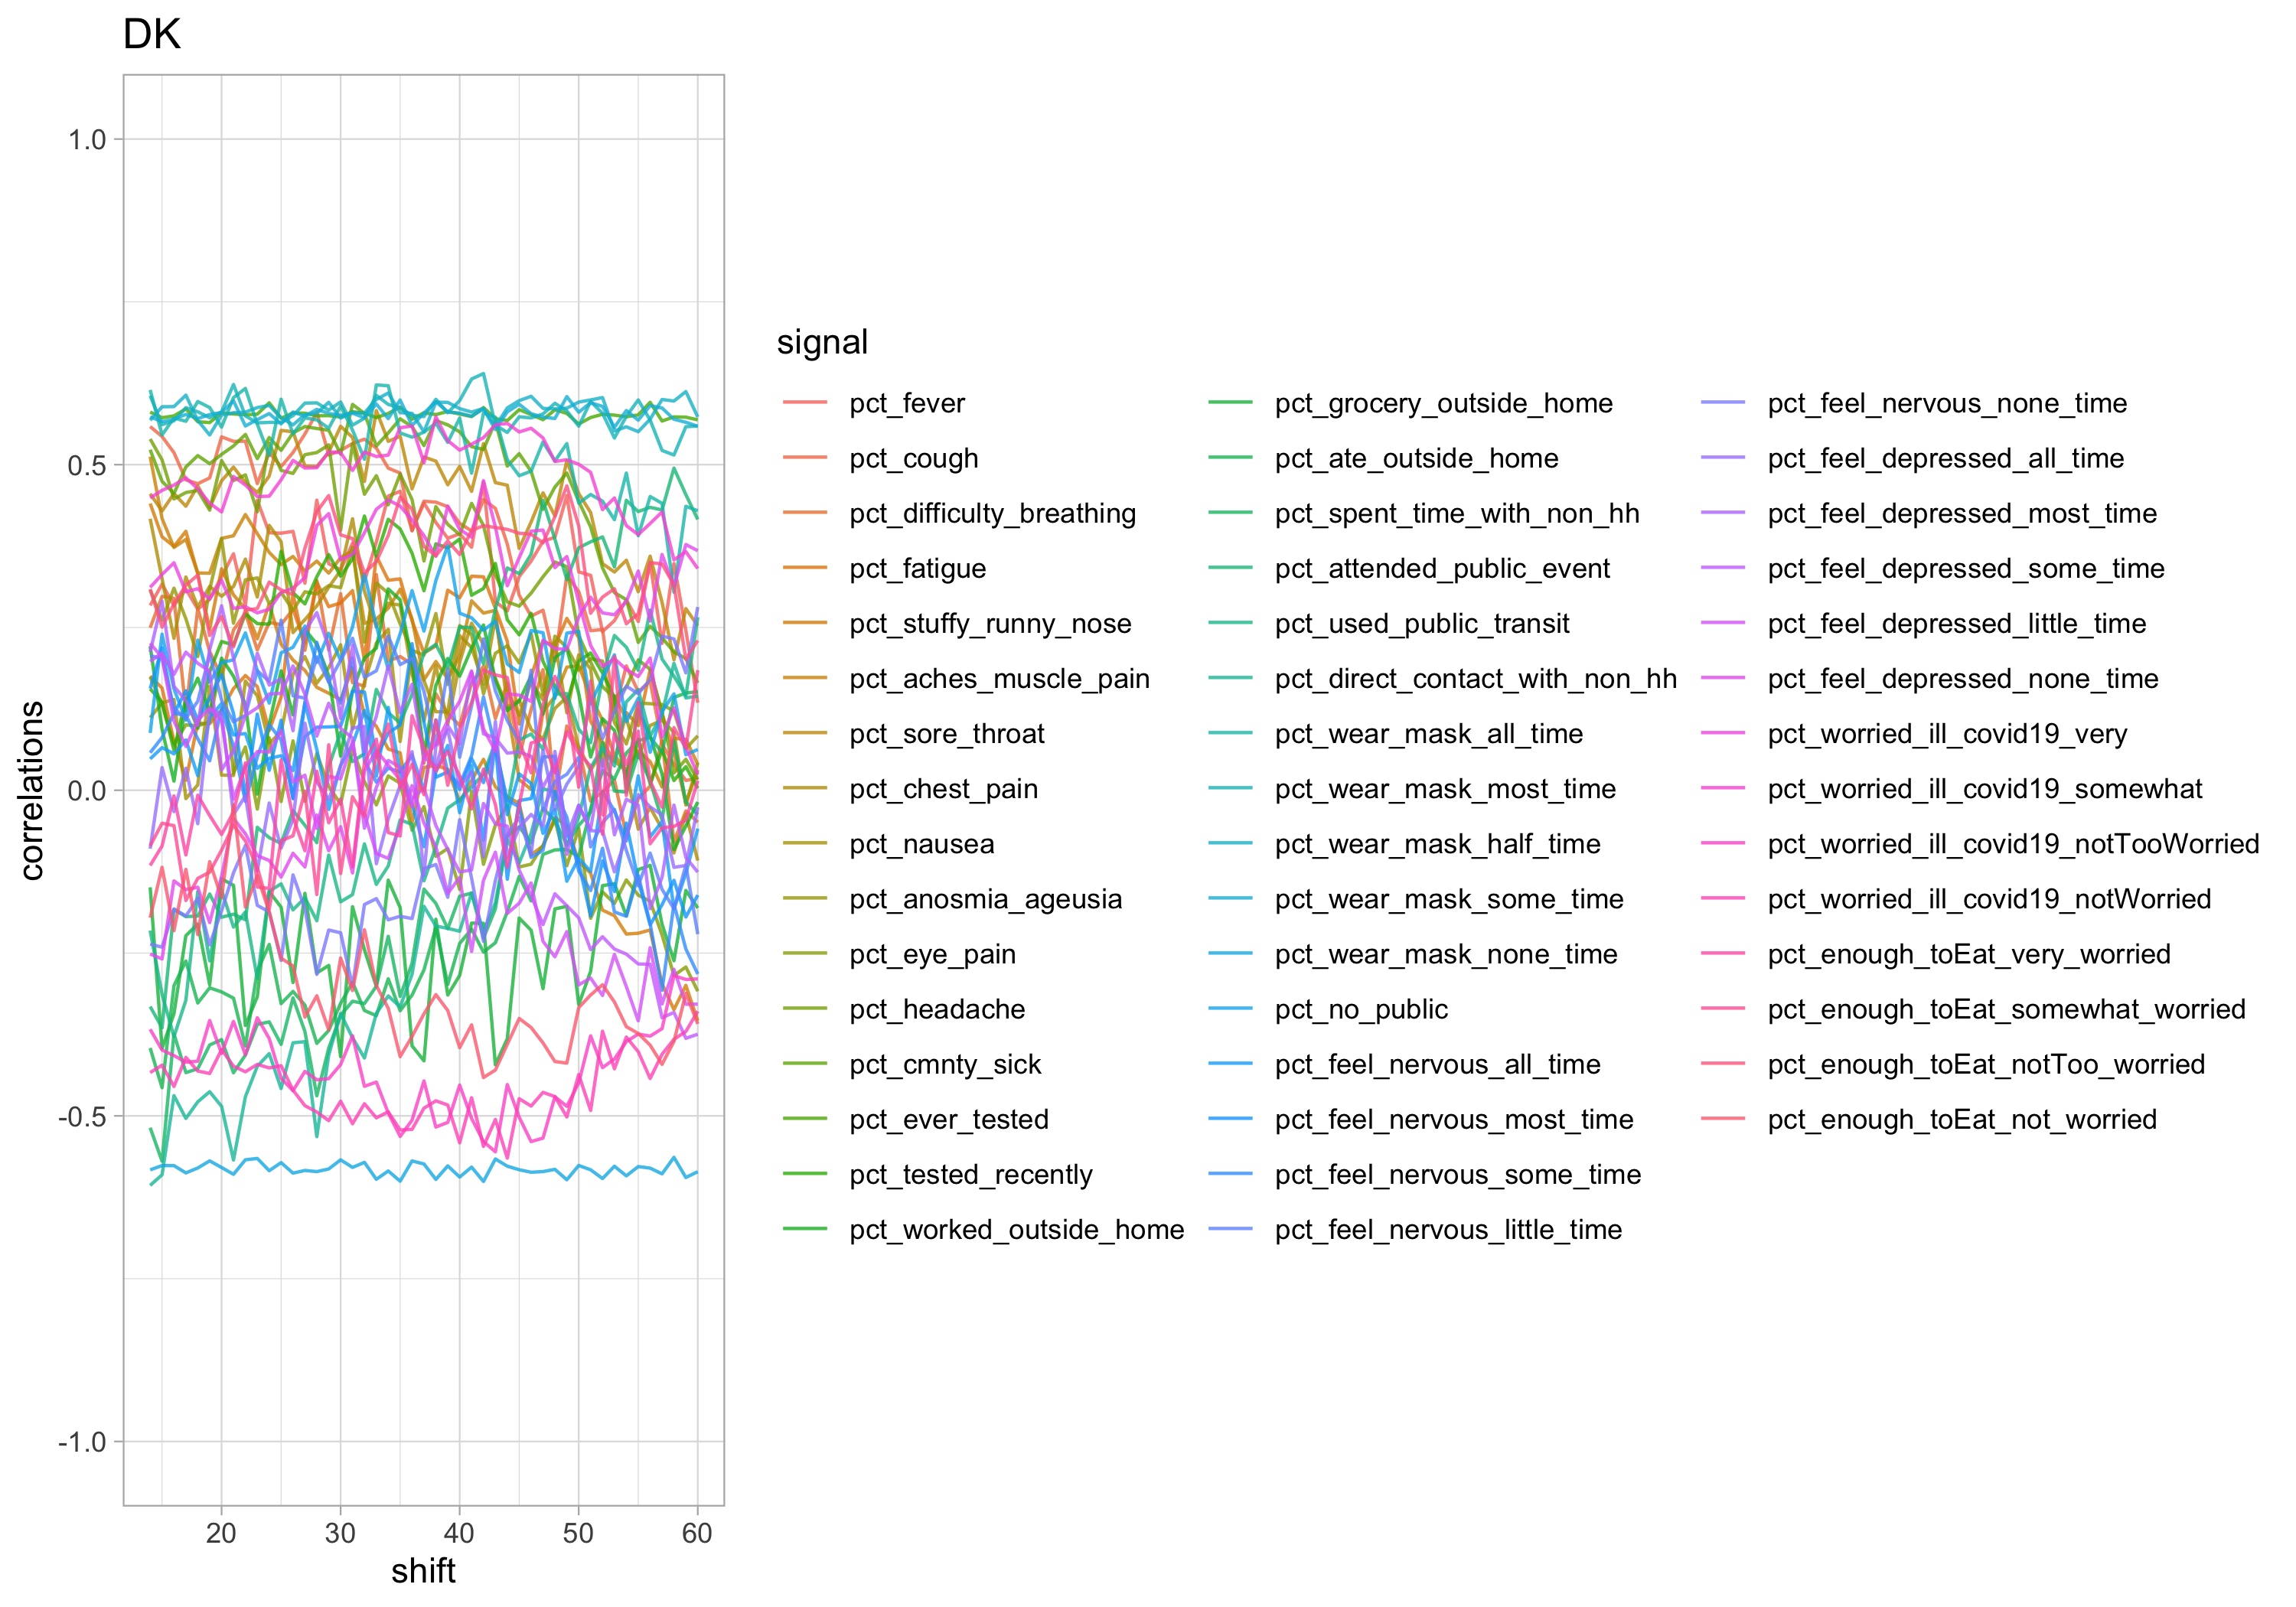 DK
1.0
0.5
0.0
-0.5
-1.0
correlations
20 30 40 50 60
shift
signal
pct_fever
pct_cough
pct_difficulty_breathing
pct_fatigue
pct_stuffy_runny_nose
pct_aches_muscle_pain
pct_sore_throat
pct_chest_pain
pct_nausea
pct_anosmia_ageusia
pct_eye_pain
pct_headache
pct_cmnty_sick
pct_ever_tested
pct_tested_recently
pct_worked_outside_home
pct_grocery_outside_home
pct_ate_outside_home
pct_spent_time_with_non_hh
pct_attended_public_event
pct_used_public_transit
pct_direct_contact_with_non_hh
pct_wear_mask_all_time
pct_wear_mask_most_time
pct_wear_mask_half_time
pct_wear_mask_some_time
pct_wear_mask_none_time
pct_no_public
pct_feel_nervous_all_time
pct_feel_nervous_most_time
pct_feel_nervous_some_time
pct_feel_nervous_little_time
pct_feel_nervous_none_time
pct_feel_depressed_all_time
pct_feel_depressed_most_time
pct_feel_depressed_some_time
pct_feel_depressed_little_time
pct_feel_depressed_none_time
pct_worried_ill_covid19_very
pct_worried_ill_covid19_somewhat
pct_worried_ill_covid19_notTooWorried
pct_worried_ill_covid19_notWorried
pct_enough_toEat_very_worried
pct_enough_toEat_somewhat_worried
pct_enough_toEat_notToo_worried
pct_enough_toEat_not_worried